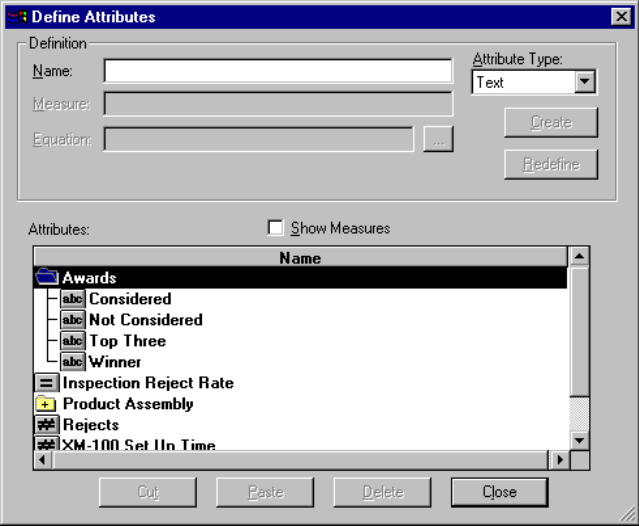 Define Attributes
Definition
Name:
Attribute Type:
Text
Measure:
Equation:
...
Create
Redefine
Attributes:
Show Measures
Name
Awards
abc Considered
abc Not Considered
abc Top Three
abc Winner
= Inspection Reject Rate
+ Product Assembly
## Rejects
## XM-100 Set Up Time
Cut
Paste
Delete
Close